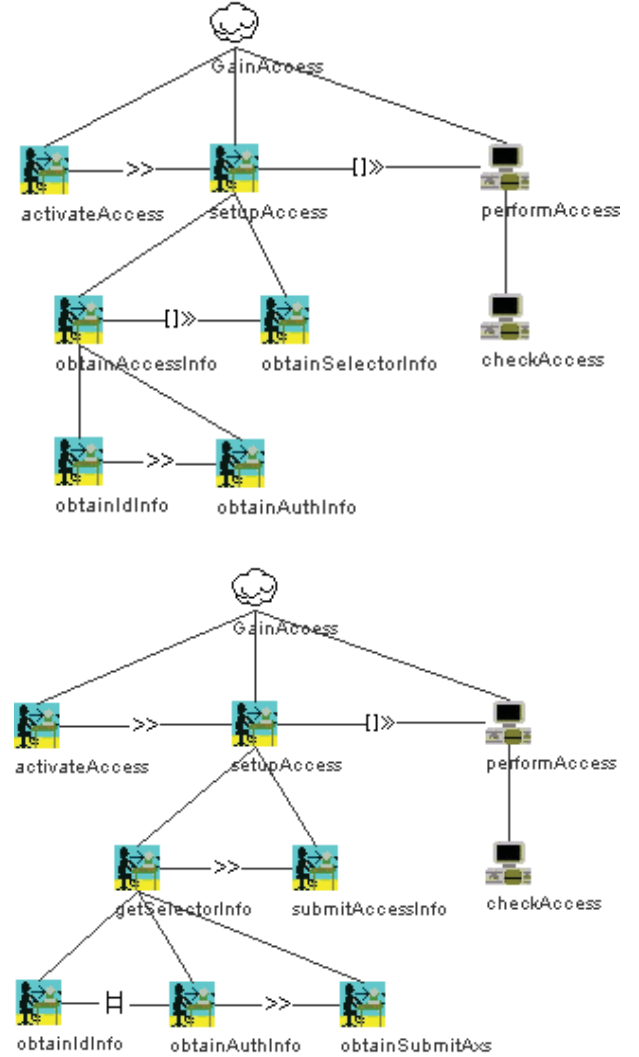 GainAccess
>> []>>
activateAccess setupAccess performAccess
[]>>
obtainAccessInfo obtainSelectorInfo checkAccess
>>
obtainIdInfo obtainAuthInfo
GainAccess
>> []>>
activateAccess setupAccess performAccess
>>
getSelectorInfo submitAccessInfo checkAccess
|=| >>
obtainIdInfo obtainAuthInfo obtainSubmitAxs